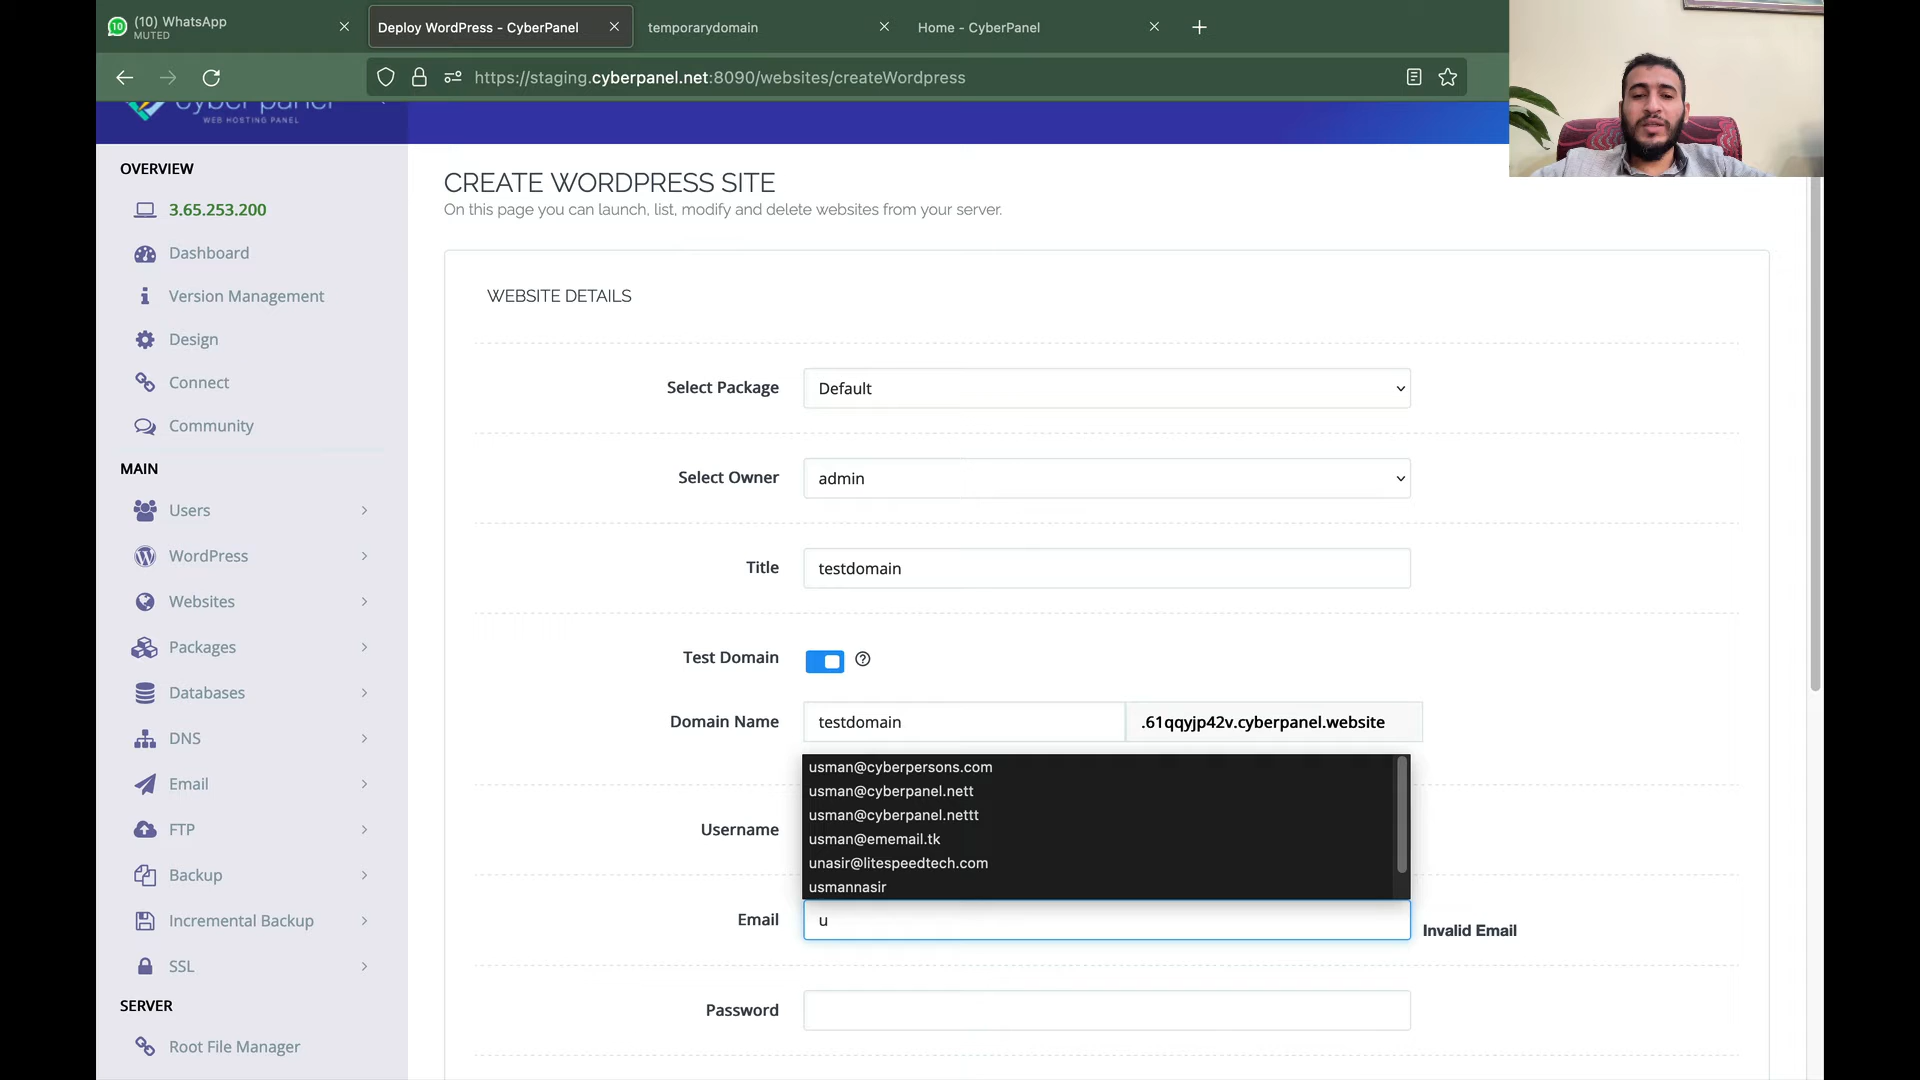 (10) WhatsApp
MUTED
10
Deploy WordPress - CyberPanel
temporarydomain
Home - CyberPanel
https://staging.cyberpanel.net:8090/websites/createWordpress
cyber panel
WEB HOSTING PANEL
OVERVIEW
3.65.253.200
Dashboard
Version Management
Design
Connect
Community
MAIN
Users
WordPress
Websites
Packages
Databases
DNS
Email
FTP
Backup
Incremental Backup
SSL
SERVER
Root File Manager
CREATE WORDPRESS SITE
On this page you can launch, list, modify and delete websites from your server.
WEBSITE DETAILS
Select Package
Default
Select Owner
admin
Title
testdomain
Test Domain
Domain Name
testdomain
.61qqyjp42v.cyberpanel.website
usman@cyberpersons.com
usman@cyberpanel.nett
usman@cyberpanel.nettt
usman@ememail.tk
unasir@litespeedtech.com
usmannasir
Username
Email
u
Invalid Email
Password